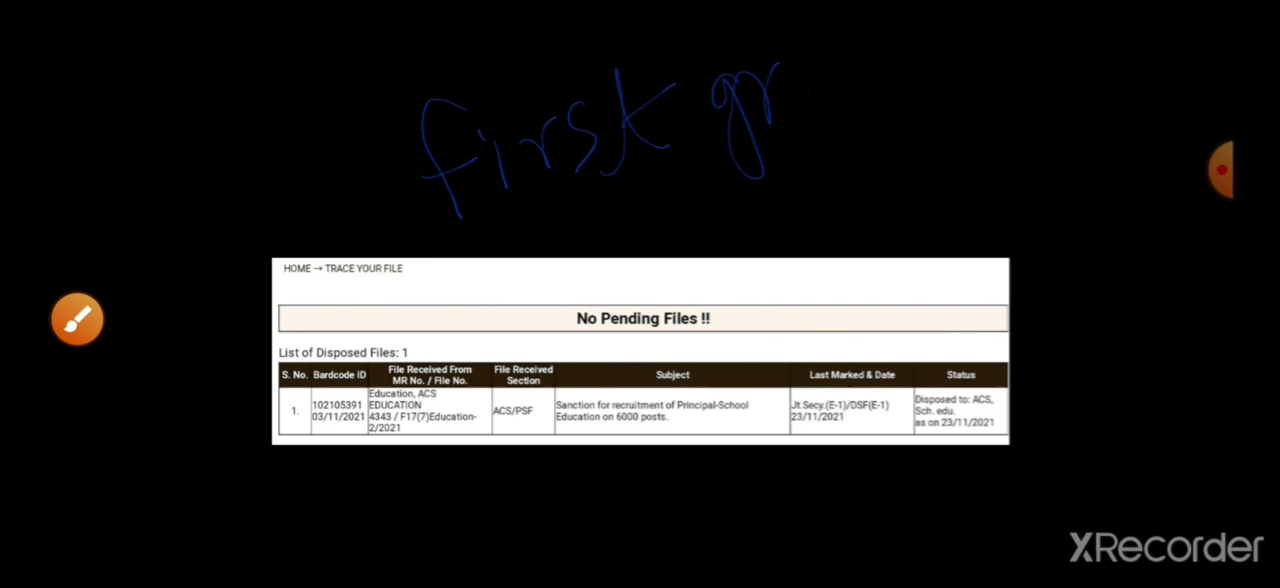 first gr
HOME → TRACE YOUR FILE
No Pending Files !!
List of Disposed Files: 1
S. No. Bardcode ID File Received From MR No. / File No. File Received Section Subject Last Marked & Date Status
1. 102105391 03/11/2021 Education, ACS EDUCATION 4343 / F17(7)Education-2/2021 ACS/PSF Sanction for recruitment of Principal-School Education on 6000 posts. Jt.Secy.(E-1)/DSF(E-1) 23/11/2021 Disposed to: ACS, Sch. edu. as on 23/11/2021
XRecorder